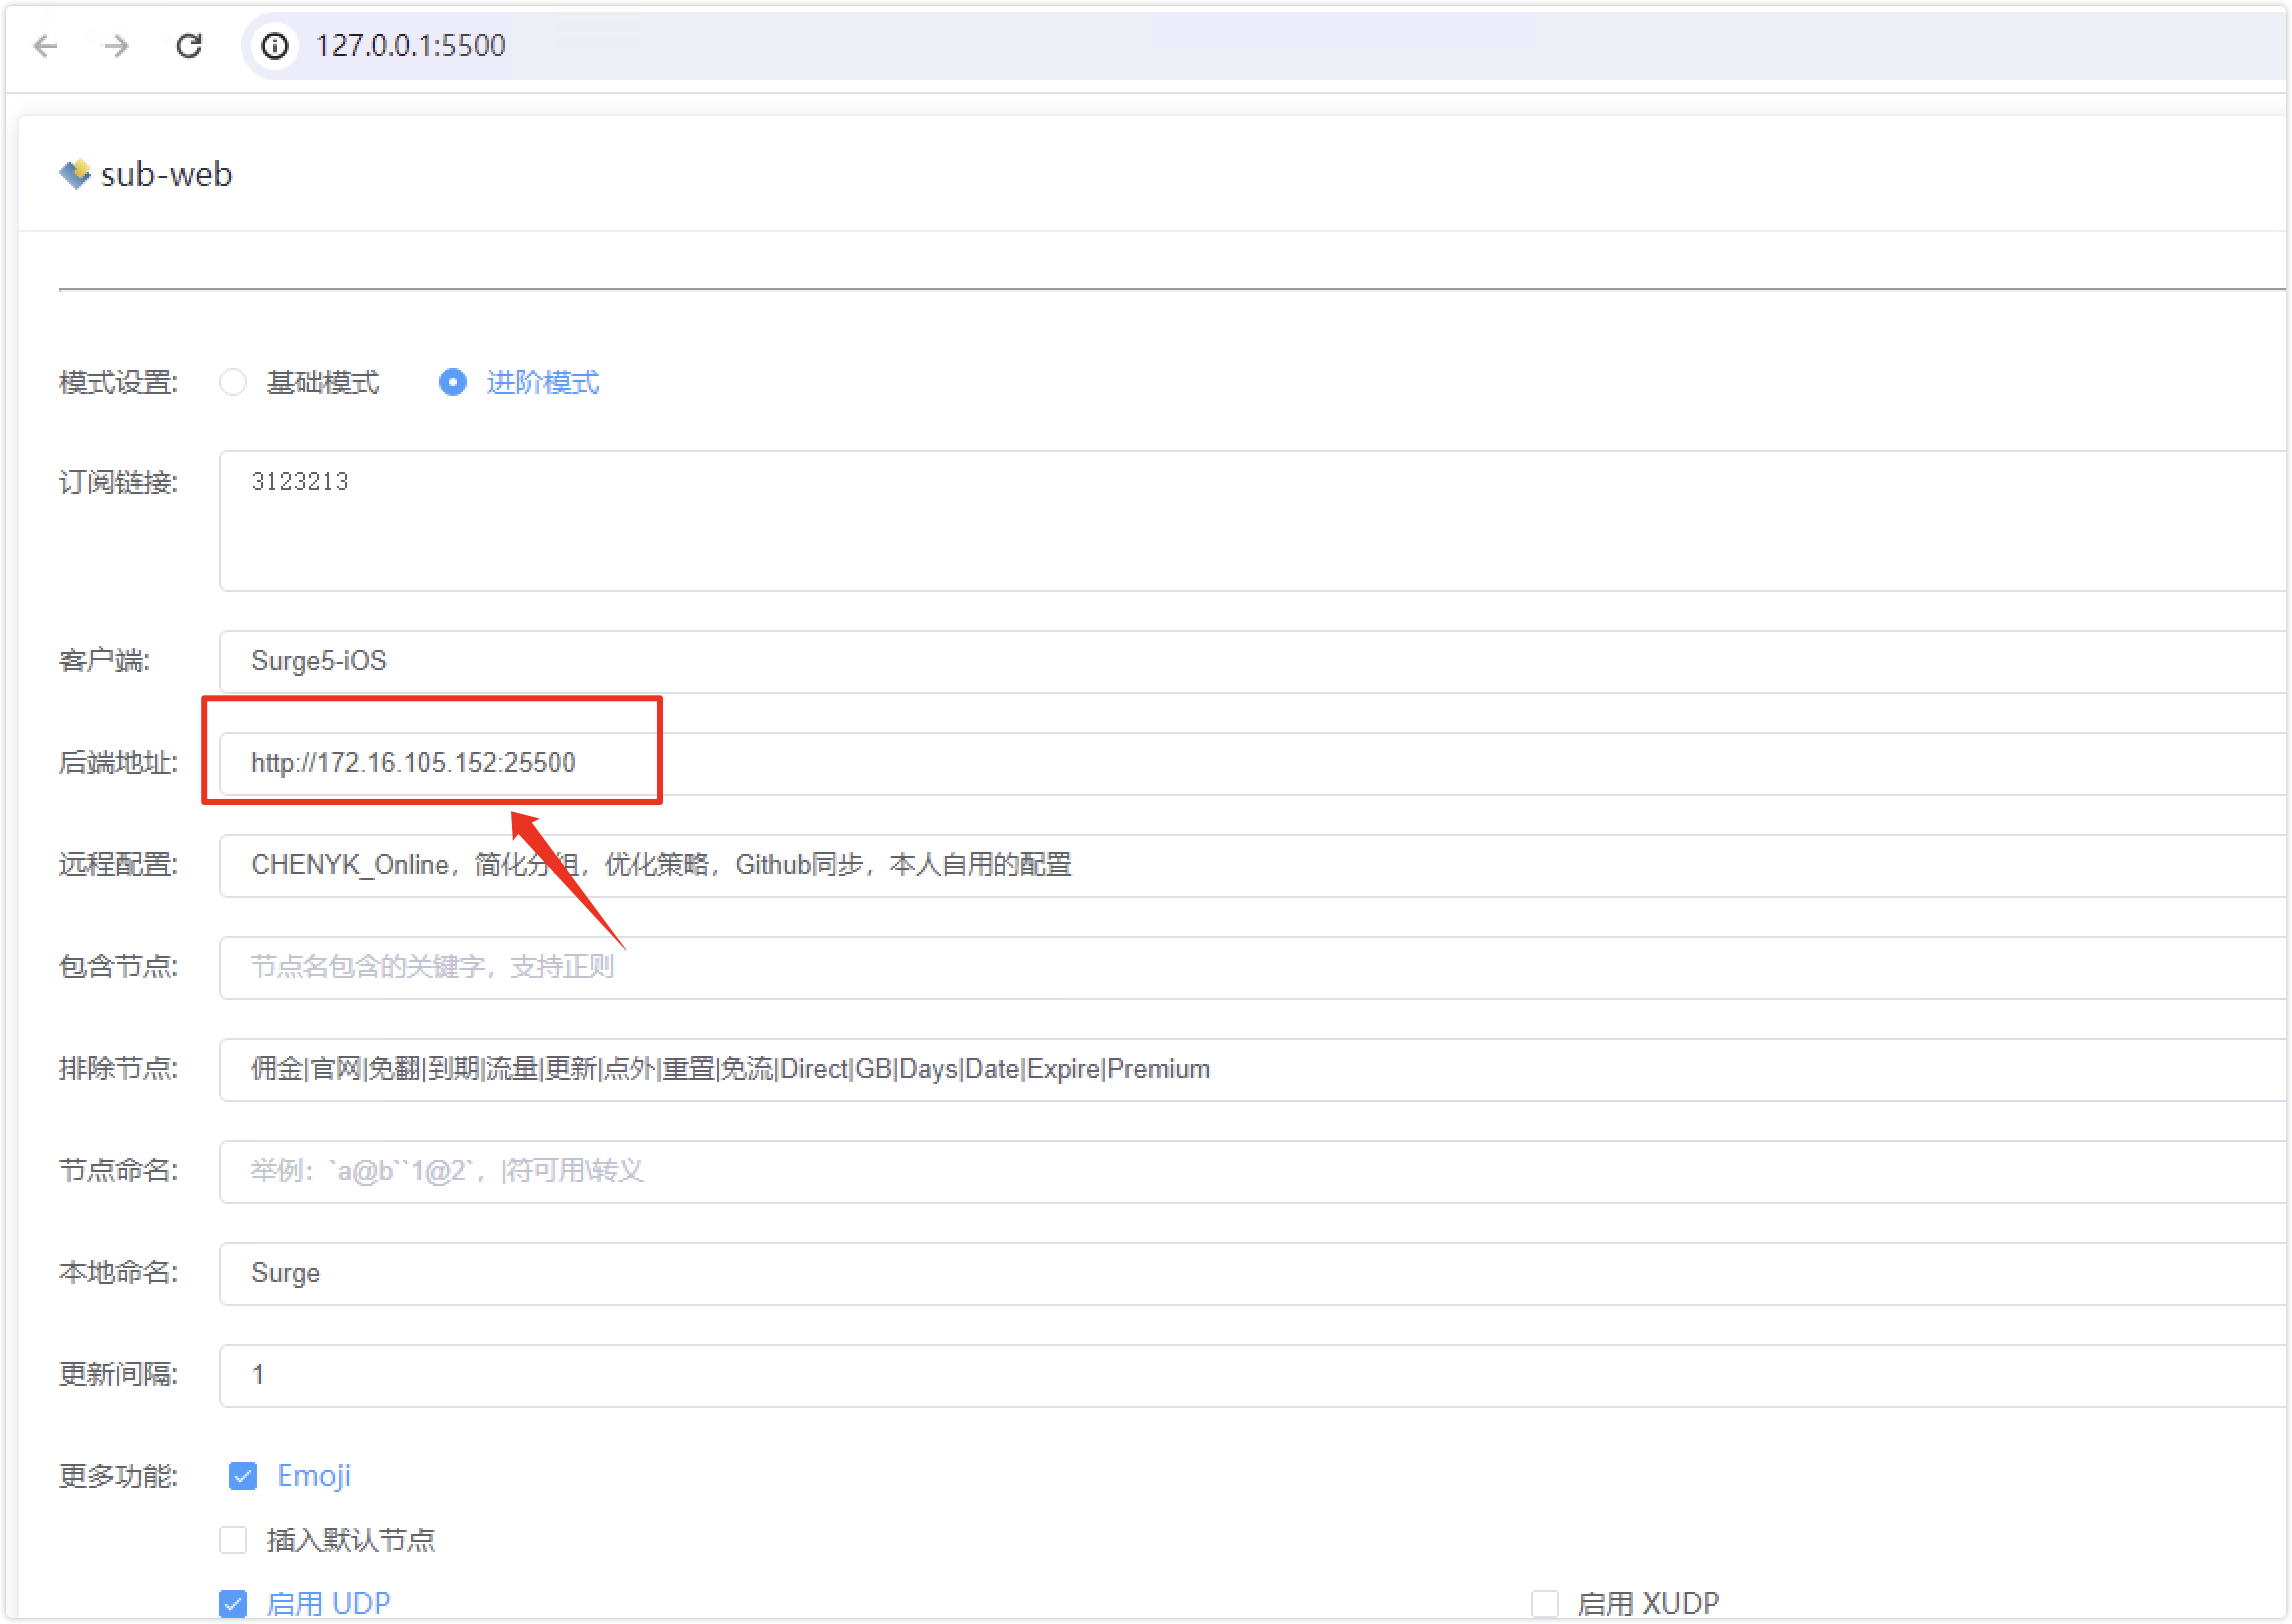 127.0.0.1:5500
sub-web
模式设置: 基础模式 进阶模式
订阅链接: 3123213
客户端: Surge5-iOS
后端地址: http://172.16.105.152:25500
远程配置: CHENYK_Online，简化分组，优化策略，Github同步，本人自用的配置
包含节点: 节点名包含的关键字，支持正则
排除节点: 佣金|官网|免翻|到期|流量|更新|点外|重置|免流|Direct|GB|Days|Date|Expire|Premium
节点命名: 举例：`a@b``1@2`，|符可用\转义
本地命名: Surge
更新间隔: 1
更多功能: Emoji
插入默认节点
启用 UDP 启用 XUDP